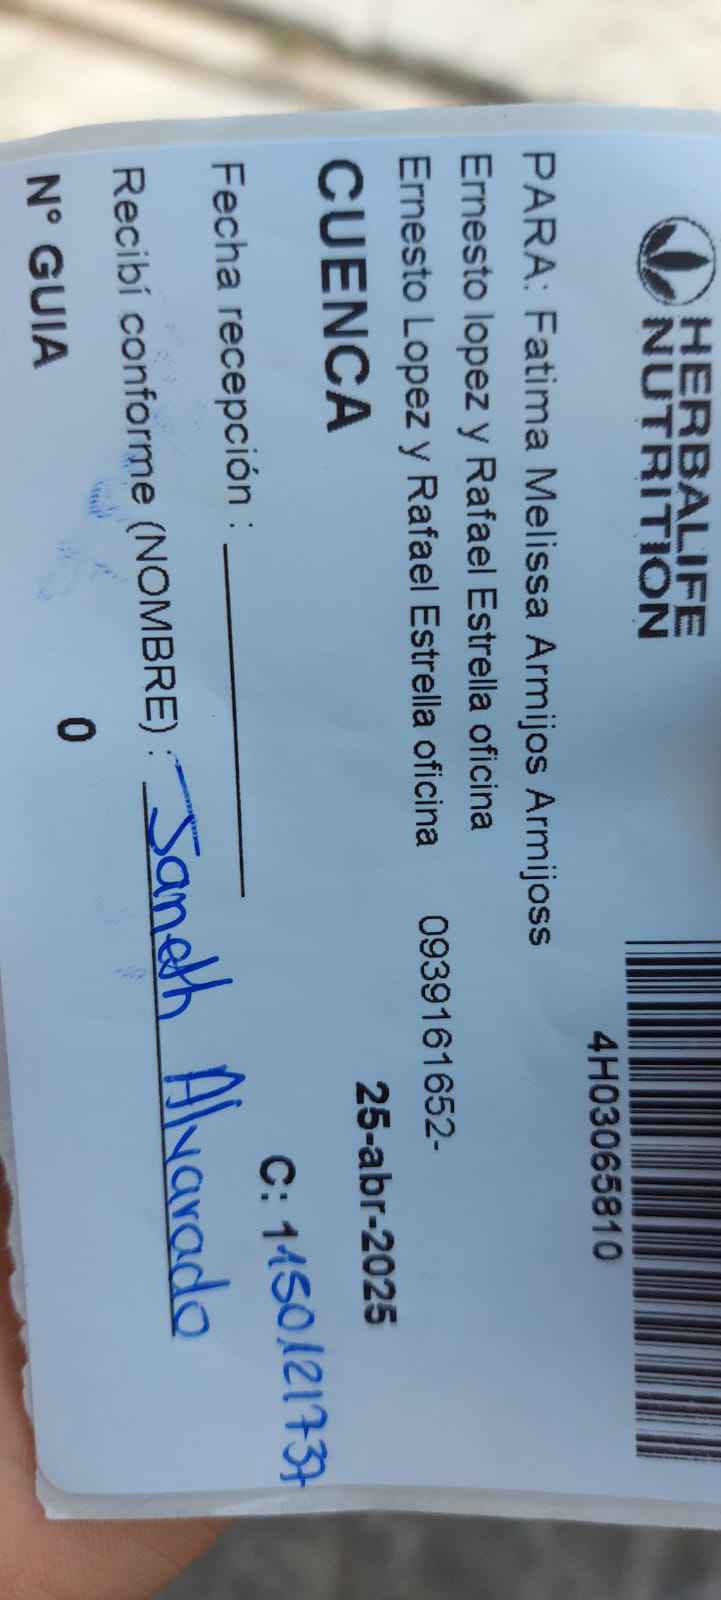 HERBALIFE
NUTRITION
4H03065810
PARA: Fatima Melissa Armijos Armijoss
Ernesto lopez y Rafael Estrella oficina
Ernesto Lopez y Rafael Estrella oficina 0939161652-
CUENCA 25-abr-2025
Fecha recepción :
C: 1150121737
Recibí conforme (NOMBRE) : Janeth Alvarado
N° GUIA 0